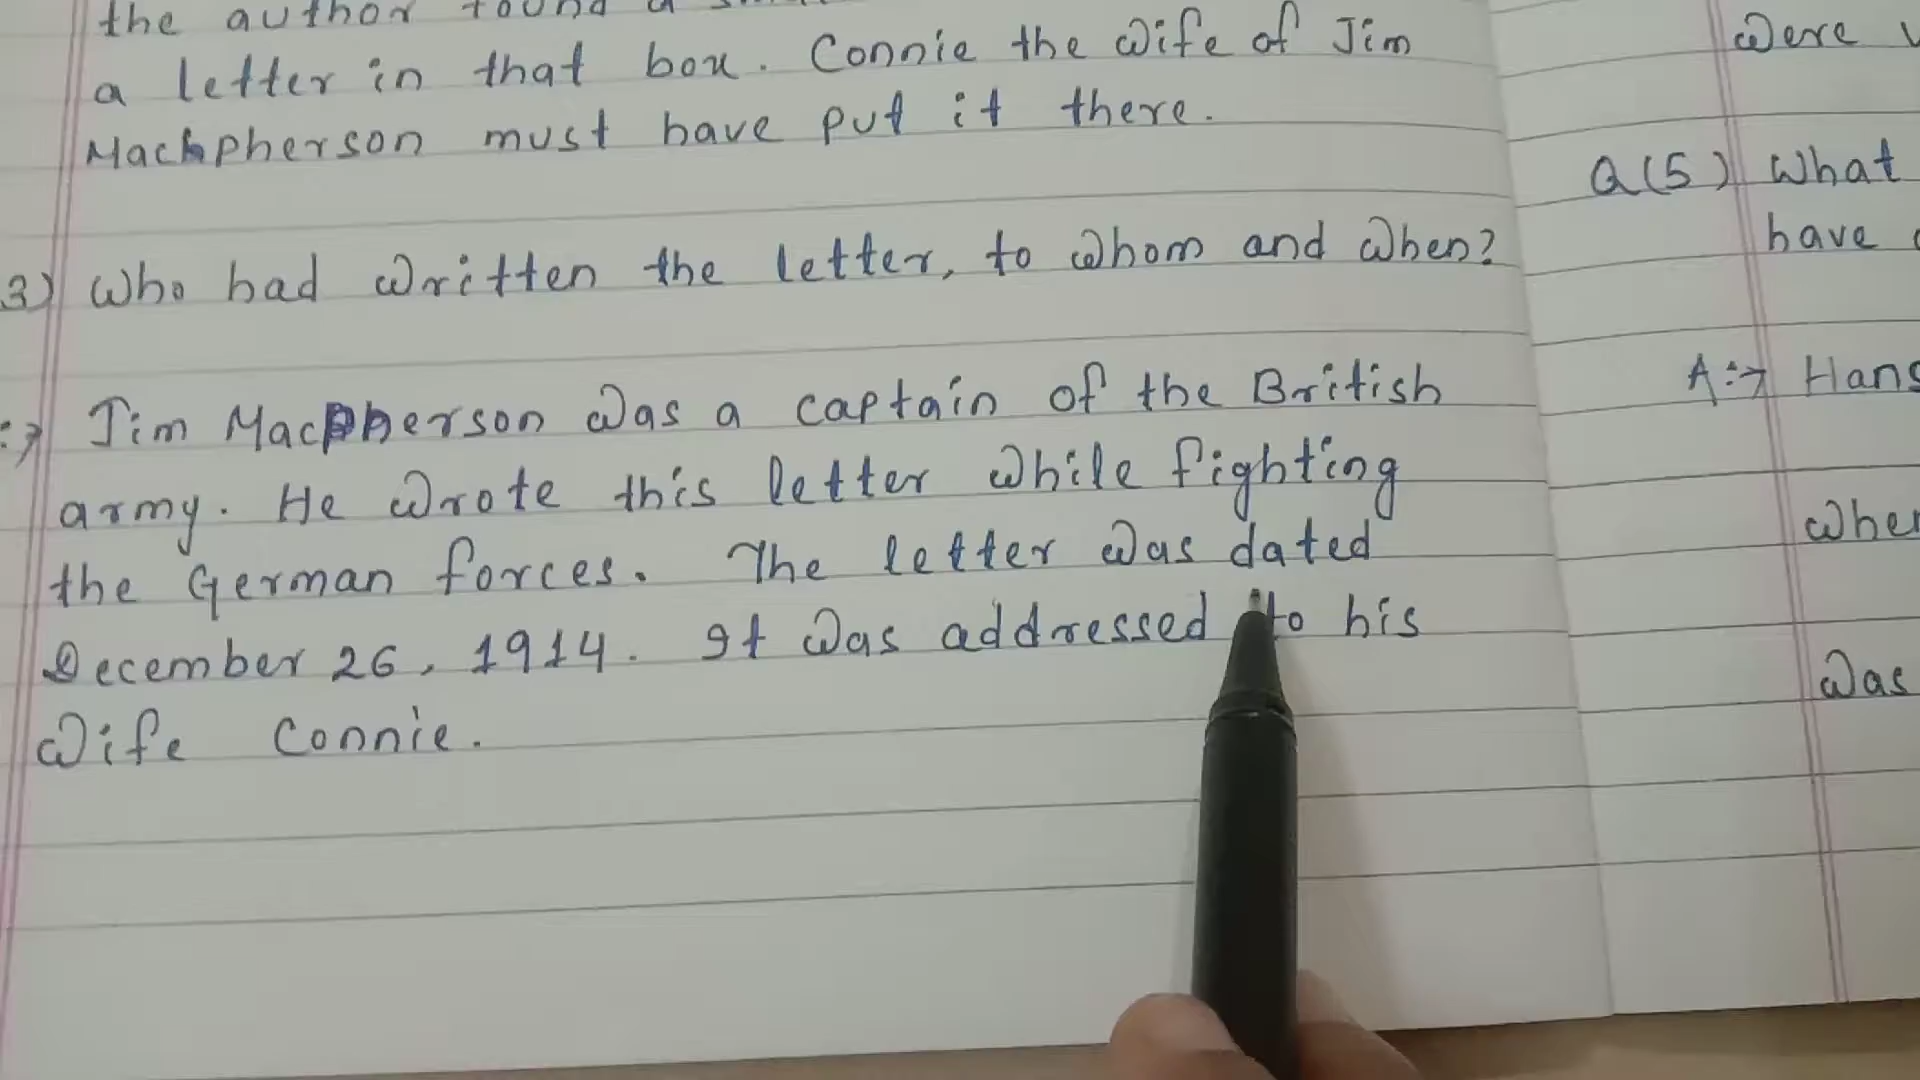 the author found a
a letter in that box. Connie the wife of Jim
Macpherson must have put it there.
3) Who had written the letter, to whom and when?
:→ Jim Macpherson was a captain of the British
army. He wrote this letter while fighting
the German forces. The letter was dated
December 26, 1914. It was addressed to his
wife Connie.
were
Q(5) What
have
A:→ Hans
when
was